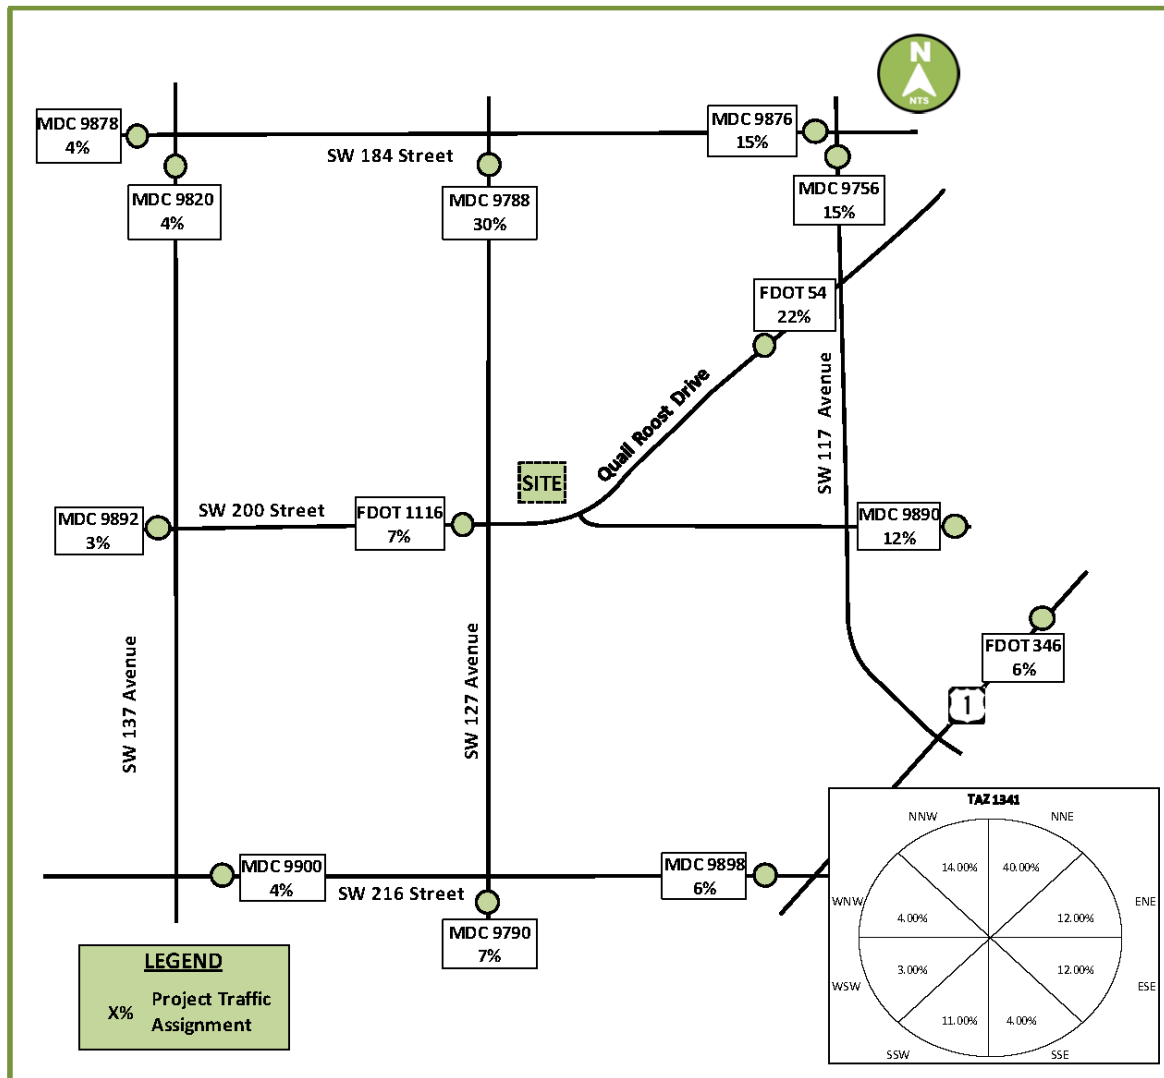 N
NTS
MDC 9878
4%
MDC 9876
15%
SW 184 Street
MDC 9820
4%
MDC 9788
30%
MDC 9756
15%
FDOT 54
22%
Quail Roost Drive
SW 117 Avenue
SITE
SW 200 Street
MDC 9892
3%
FDOT 1116
7%
MDC 9890
12%
SW 137 Avenue
SW 127 Avenue
FDOT 346
6%
1
MDC 9900
4%
SW 216 Street
MDC 9898
6%
MDC 9790
7%
LEGEND
X% Project Traffic
Assignment
TAZ 1341
NNW NNE
14.00% 40.00%
WNW ENE
4.00% 12.00%
3.00% 12.00%
WSW ESE
11.00% 4.00%
SSW SSE